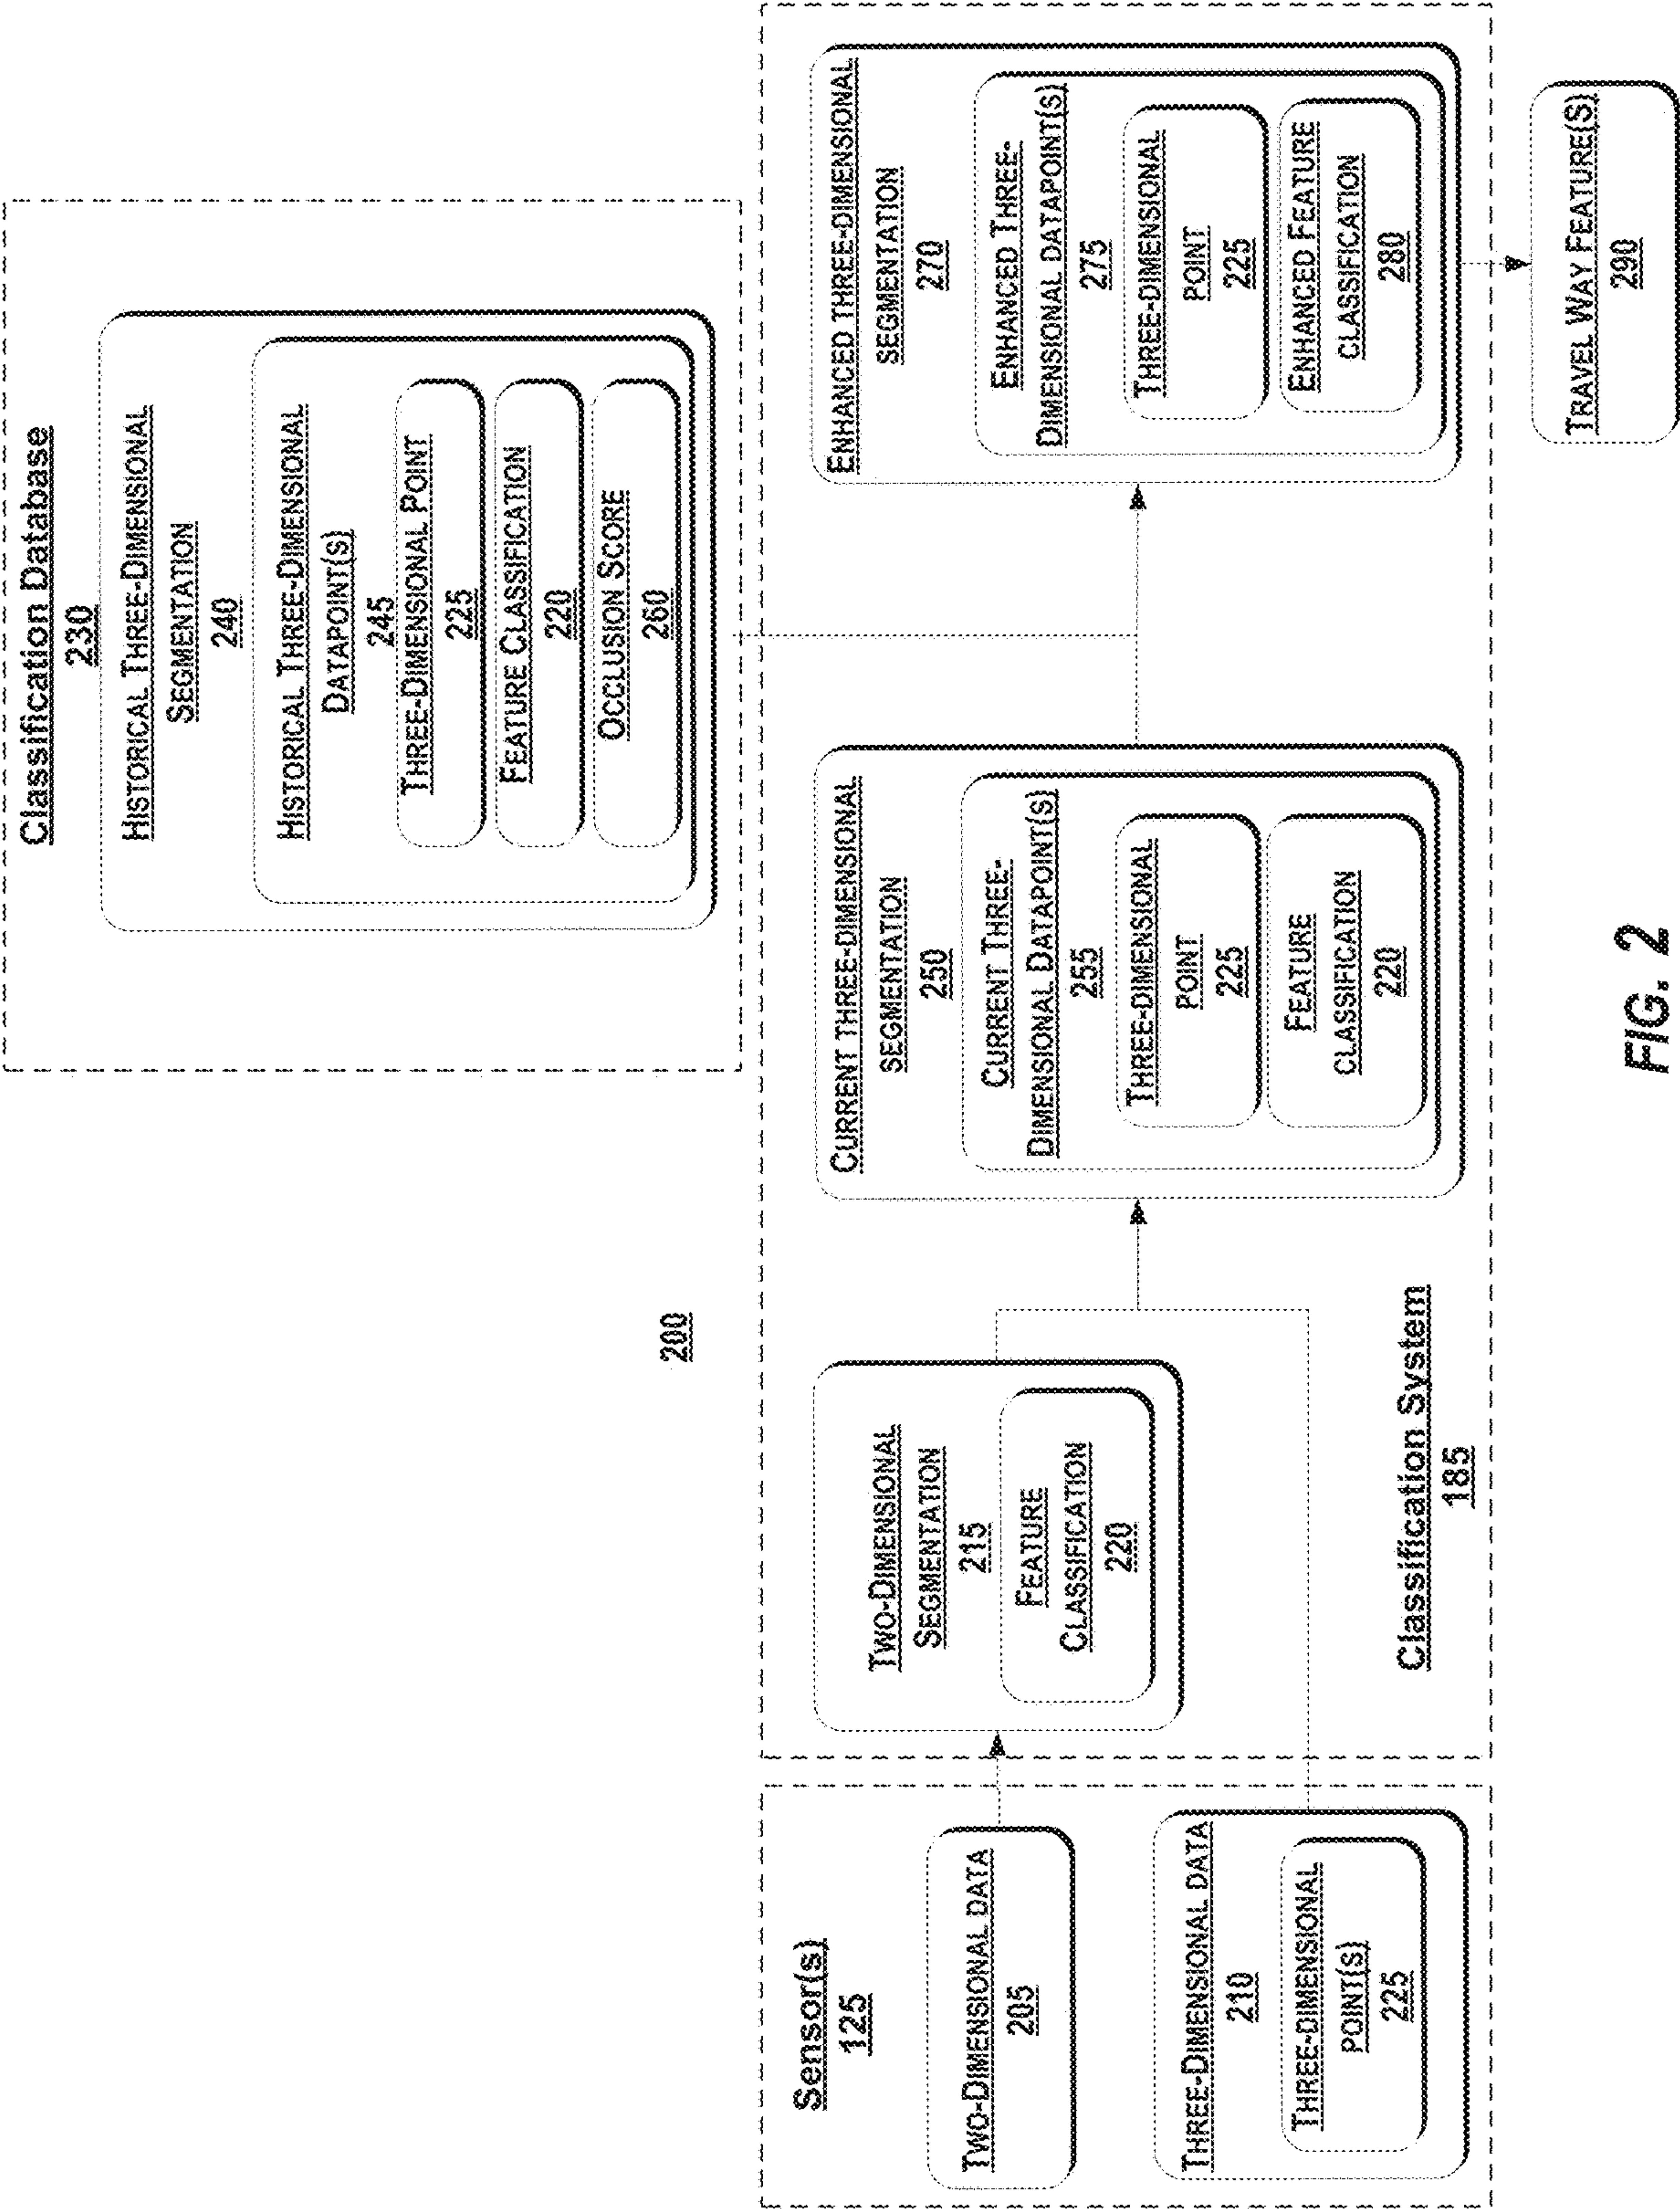 Classification Database
230
HISTORICAL THREE-DIMENSIONAL
SEGMENTATION
240
HISTORICAL THREE-DIMENSIONAL
DATAPOINT(S)
245
THREE-DIMENSIONAL POINT
225
FEATURE CLASSIFICATION
220
OCCLUSION SCORE
260
200
Sensor(s)
125
TWO-DIMENSIONAL DATA
205
THREE-DIMENSIONAL DATA
210
THREE-DIMENSIONAL
POINT(S)
225
TWO-DIMENSIONAL
SEGMENTATION
215
FEATURE
CLASSIFICATION
220
Classification System
185
CURRENT THREE-DIMENSIONAL
SEGMENTATION
250
CURRENT THREE-
DIMENSIONAL DATAPOINT(S)
255
THREE-DIMENSIONAL
POINT
225
FEATURE
CLASSIFICATION
220
ENHANCED THREE-DIMENSIONAL
SEGMENTATION
270
ENHANCED THREE-
DIMENSIONAL DATAPOINT(S)
275
THREE-DIMENSIONAL
POINT
225
ENHANCED FEATURE
CLASSIFICATION
280
TRAVEL WAY FEATURE(S)
290
FIG. 2